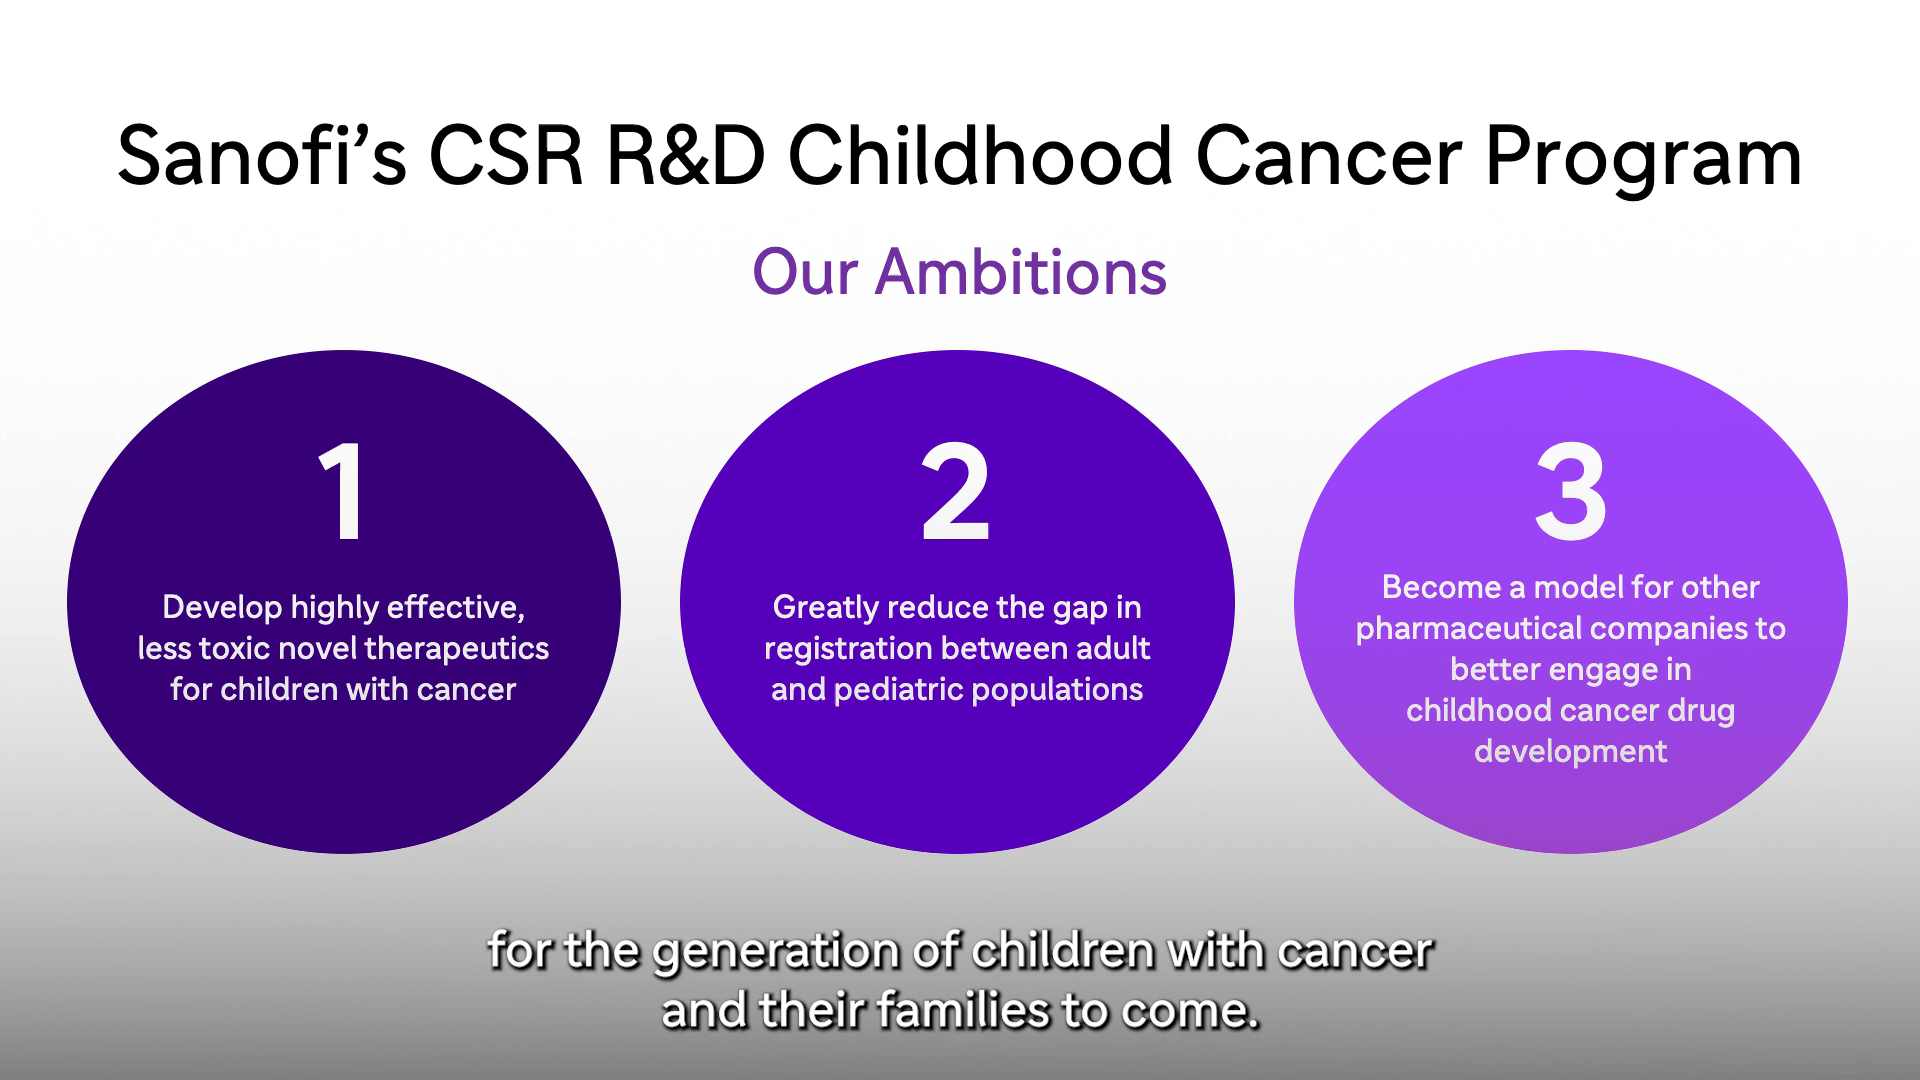 Sanofi’s CSR R&D Childhood Cancer Program
Our Ambitions
1
Develop highly effective,
less toxic novel therapeutics
for children with cancer
2
Greatly reduce the gap in
registration between adult
and pediatric populations
3
Become a model for other
pharmaceutical companies to
better engage in
childhood cancer drug
development
for the generation of children with cancer
and their families to come.